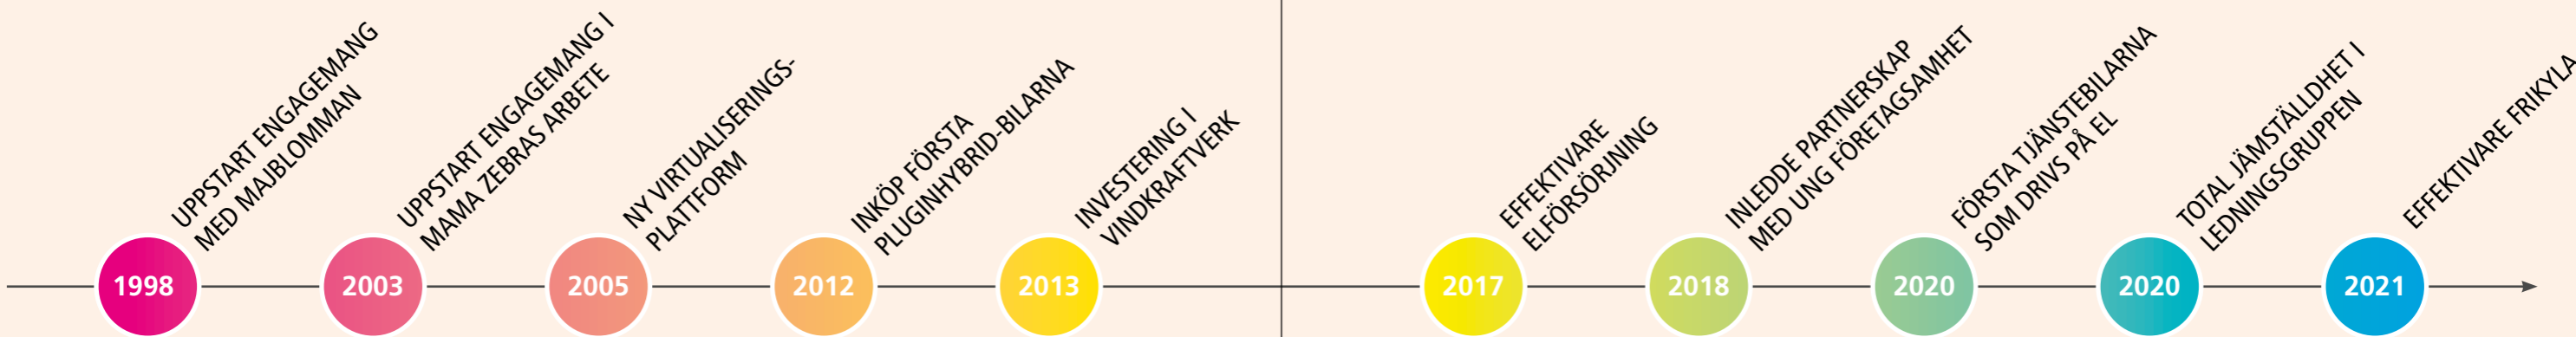 UPPSTART ENGAGEMANG
MED MAJBLOMMAN
1998
UPPSTART ENGAGEMANG I
MAMA ZEBRAS ARBETE
2003
NY VIRTUALISERINGS-
PLATTFORM
2005
INKÖP FÖRSTA
PLUGINHYBRID-BILARNA
2012
INVESTERING I
VINDKRAFTVERK
2013
EFFEKTIVARE
ELFÖRSÖRJNING
2017
INLEDDE PARTNERSKAP
MED UNG FÖRETAGSAMHET
2018
FÖRSTA TJÄNSTEBILARNA
SOM DRIVS PÅ EL
2020
TOTAL JÄMSTÄLLDHET I
LEDNINGSGRUPPEN
2020
EFFEKTIVARE FRIKYLA
2021